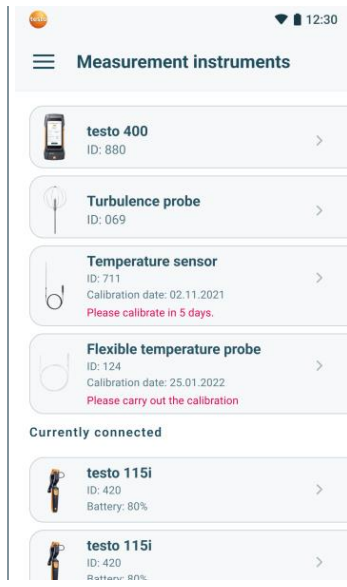 testo
12:30
Measurement instruments
testo 400
ID: 880
Turbulence probe
ID: 069
Temperature sensor
ID: 711
Calibration date: 02.11.2021
Please calibrate in 5 days.
Flexible temperature probe
ID: 124
Calibration date: 25.01.2022
Please carry out the calibration
Currently connected
testo 115i
ID: 420
Battery: 80%
testo 115i
ID: 420
Battery: 80%